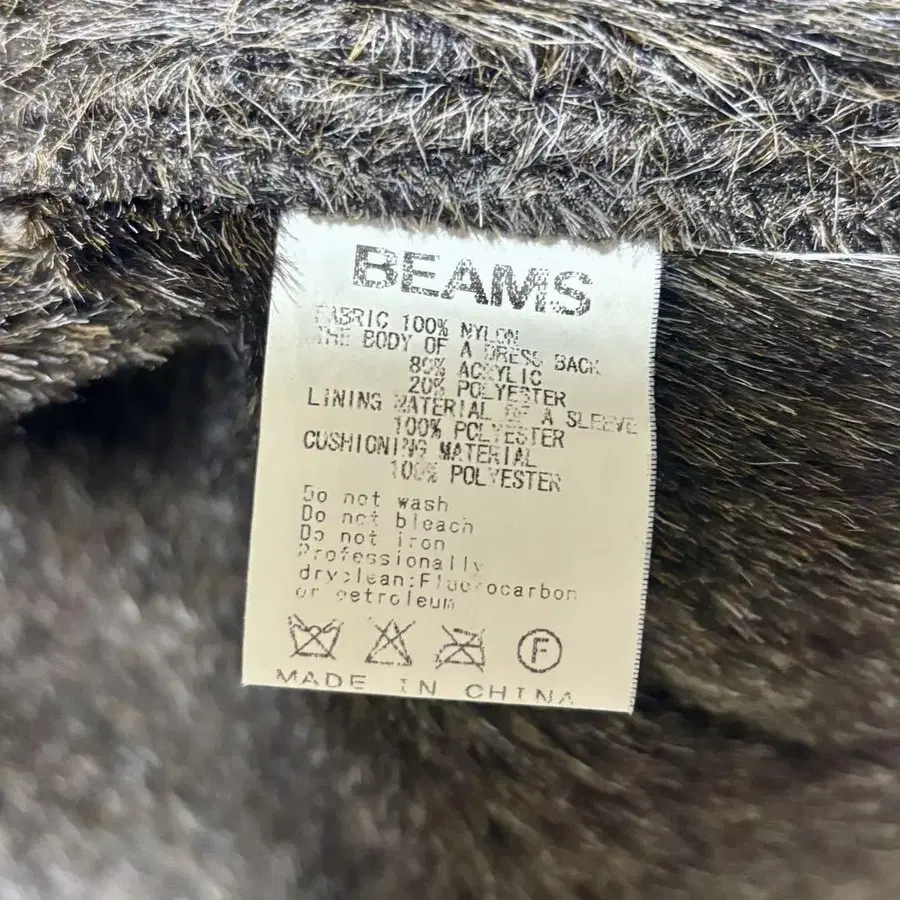 BEAMS
FABRIC 100% NYLON
THE BODY OF A DRESS BACK
80% ACRYLIC
20% POLYESTER
LINING MATERIAL OF A SLEEVE
100% POLYESTER
CUSHIONING MATERIAL
100% POLYESTER
Do not wash
Do not bleach
Do not iron
Professionally
dryclean:Fluorocarbon
or petroleum
F
MADE IN CHINA